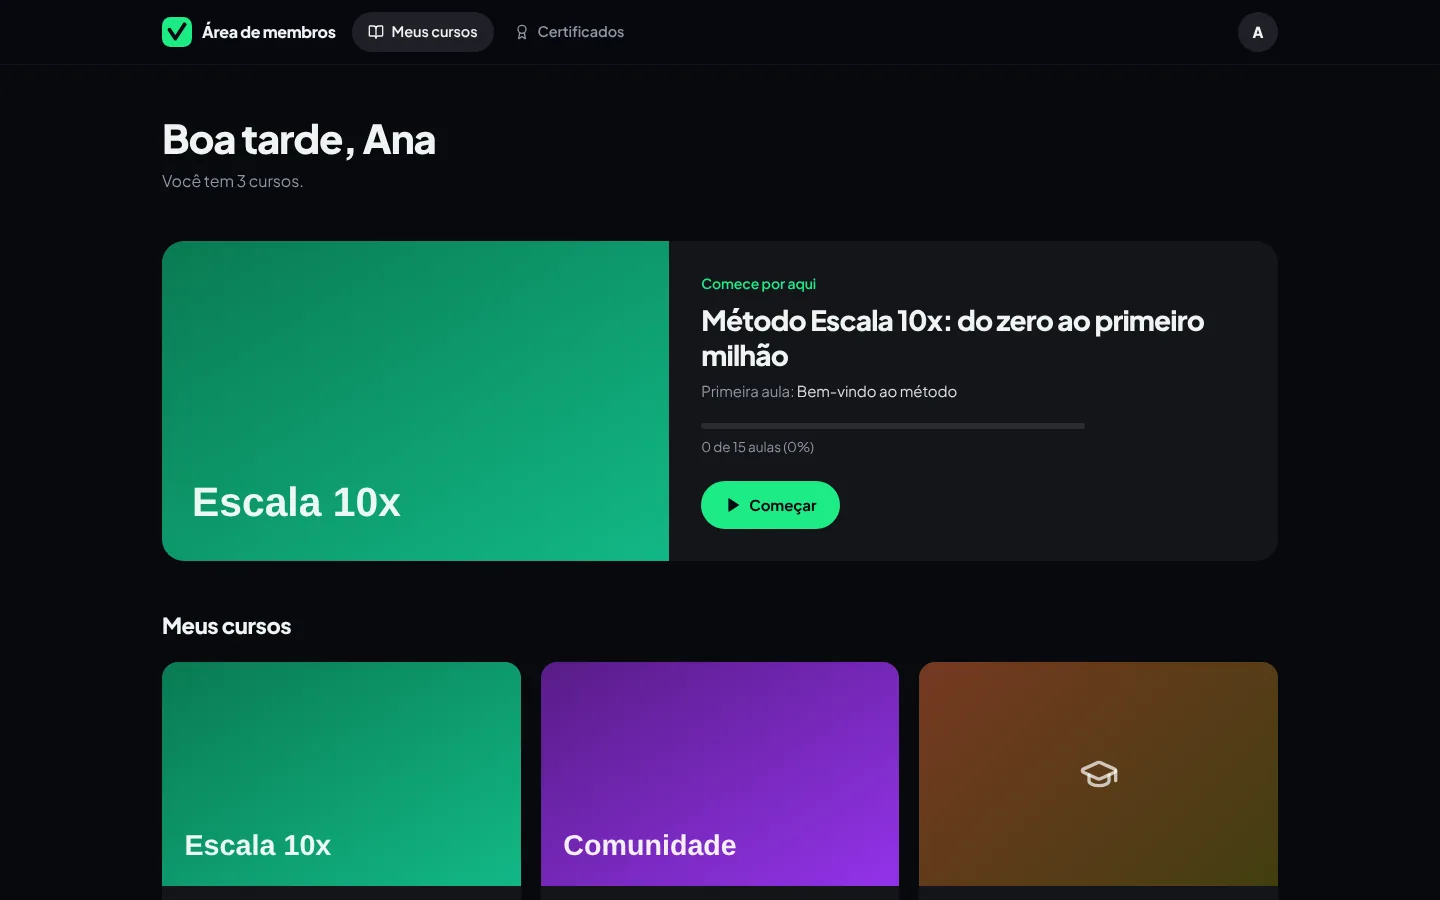 Área de membros
Meus cursos
Certificados
A
Boa tarde, Ana
Você tem 3 cursos.
Escala 10x
Comece por aqui
Método Escala 10x: do zero ao primeiro
milhão
Primeira aula: Bem-vindo ao método
0 de 15 aulas (0%)
Começar
Meus cursos
Escala 10x
Comunidade